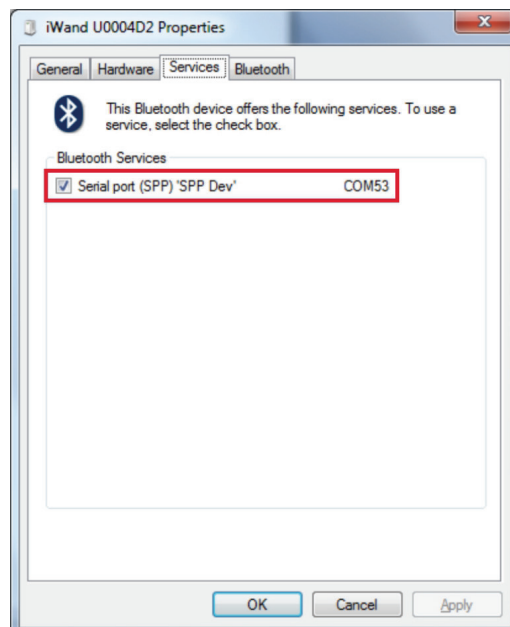 iWand U0004D2 Properties
General Hardware Services Bluetooth
This Bluetooth device offers the following services. To use a
service, select the check box.
Bluetooth Services
Serial port (SPP) 'SPP Dev' COM53
OK Cancel Apply